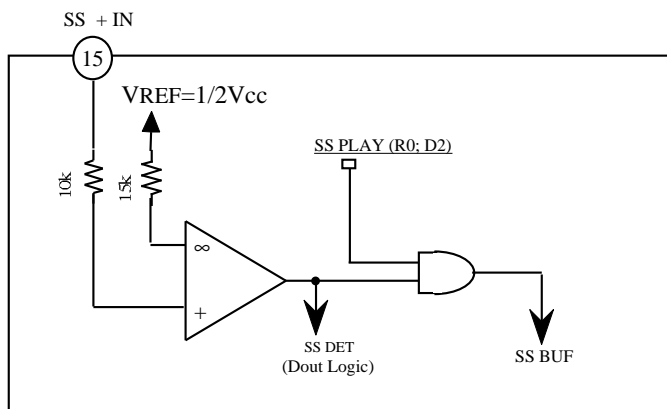 SS + IN
15
VREF=1/2Vcc
SS PLAY (R0; D2)
10k
15k
∞
+
SS DET
(Dout Logic)
SS BUF